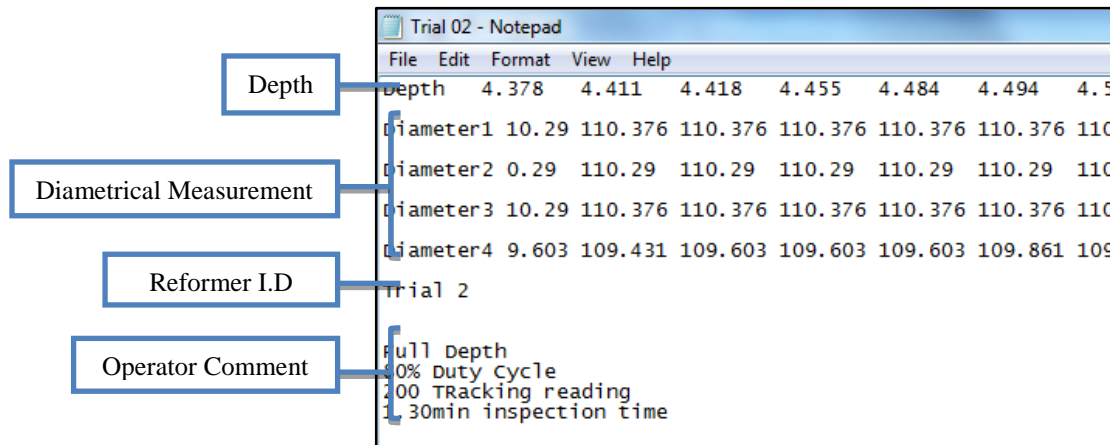 Trial 02 - Notepad
File Edit Format View Help
Depth
Depth 4.378 4.411 4.418 4.455 4.484 4.494
Diametrical Measurement
Diameter1 10.29 110.376 110.376 110.376 110.376 110.376
Diameter2 0.29 110.29 110.29 110.29 110.29 110.29
Diameter3 10.29 110.376 110.376 110.376 110.376 110.376
Diameter4 9.603 109.431 109.603 109.603 109.603 109.861
Reformer I.D
Trial 2
Operator Comment
Depth
Duty Cycle
200 TRacking reading
inspection time